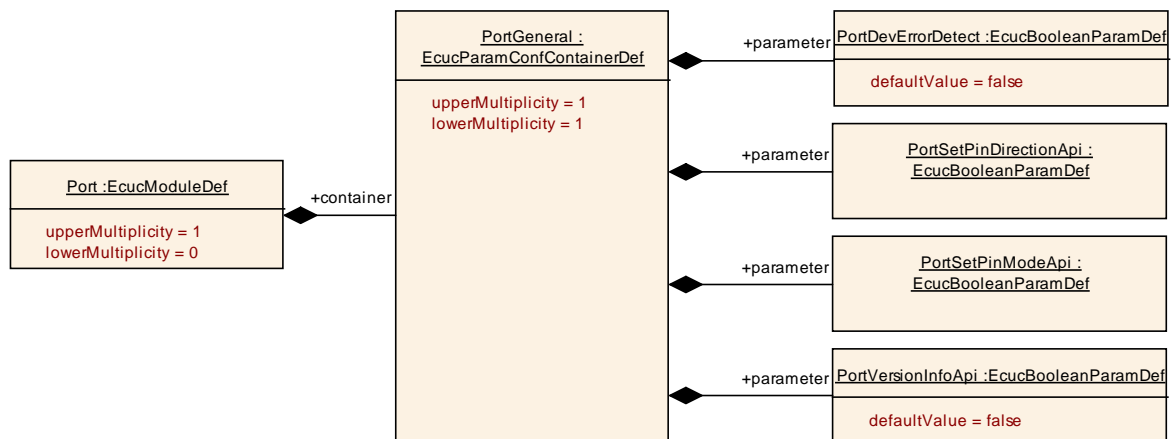 Port :EcucModuleDef
upperMultiplicity = 1
lowerMultiplicity = 0
+container
PortGeneral :
EcucParamConfContainerDef
upperMultiplicity = 1
lowerMultiplicity = 1
+parameter
PortDevErrorDetect :EcucBooleanParamDef
defaultValue = false
+parameter
PortSetPinDirectionApi :
EcucBooleanParamDef
+parameter
PortSetPinModeApi :
EcucBooleanParamDef
+parameter
PortVersionInfoApi :EcucBooleanParamDef
defaultValue = false